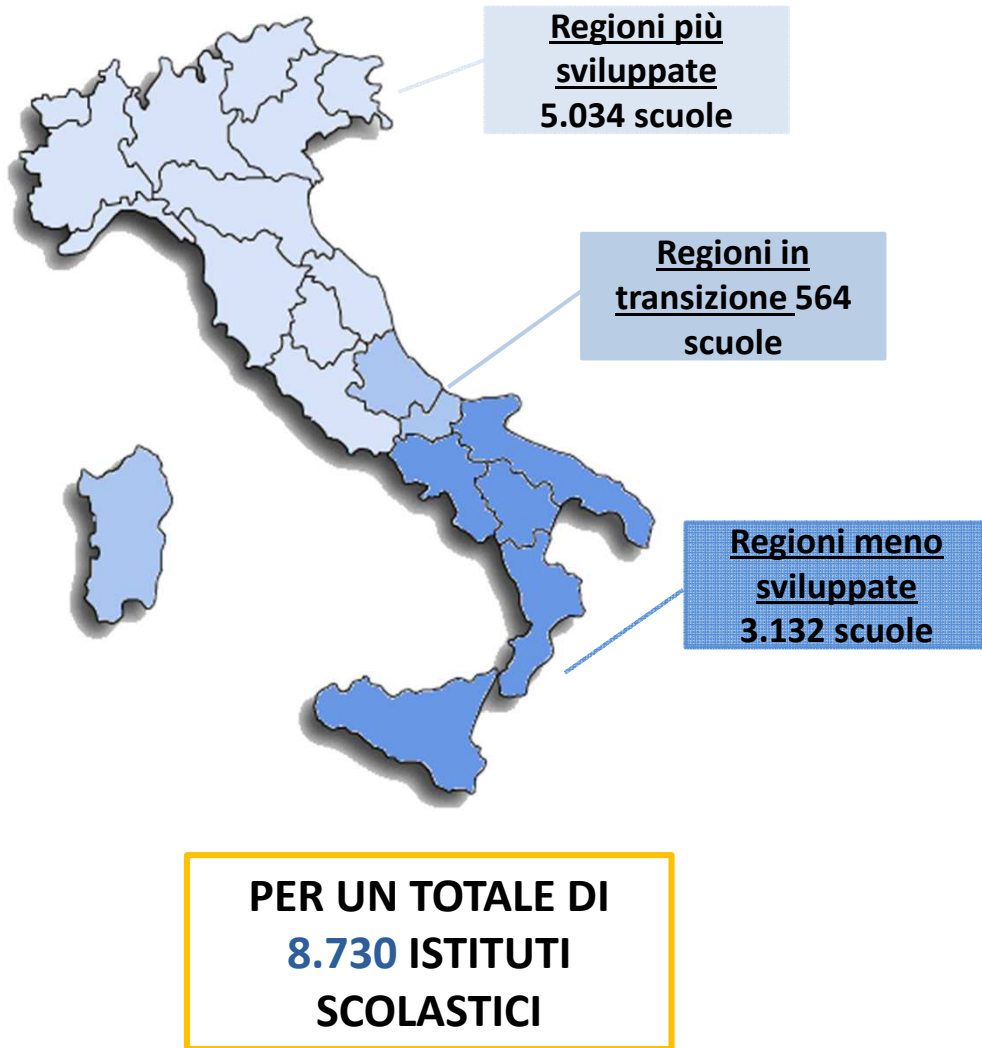 Regioni più
sviluppate
5.034 scuole
Regioni in
transizione 564
scuole
Regioni meno
sviluppate
3.132 scuole
PER UN TOTALE DI
8.730 ISTITUTI
SCOLASTICI